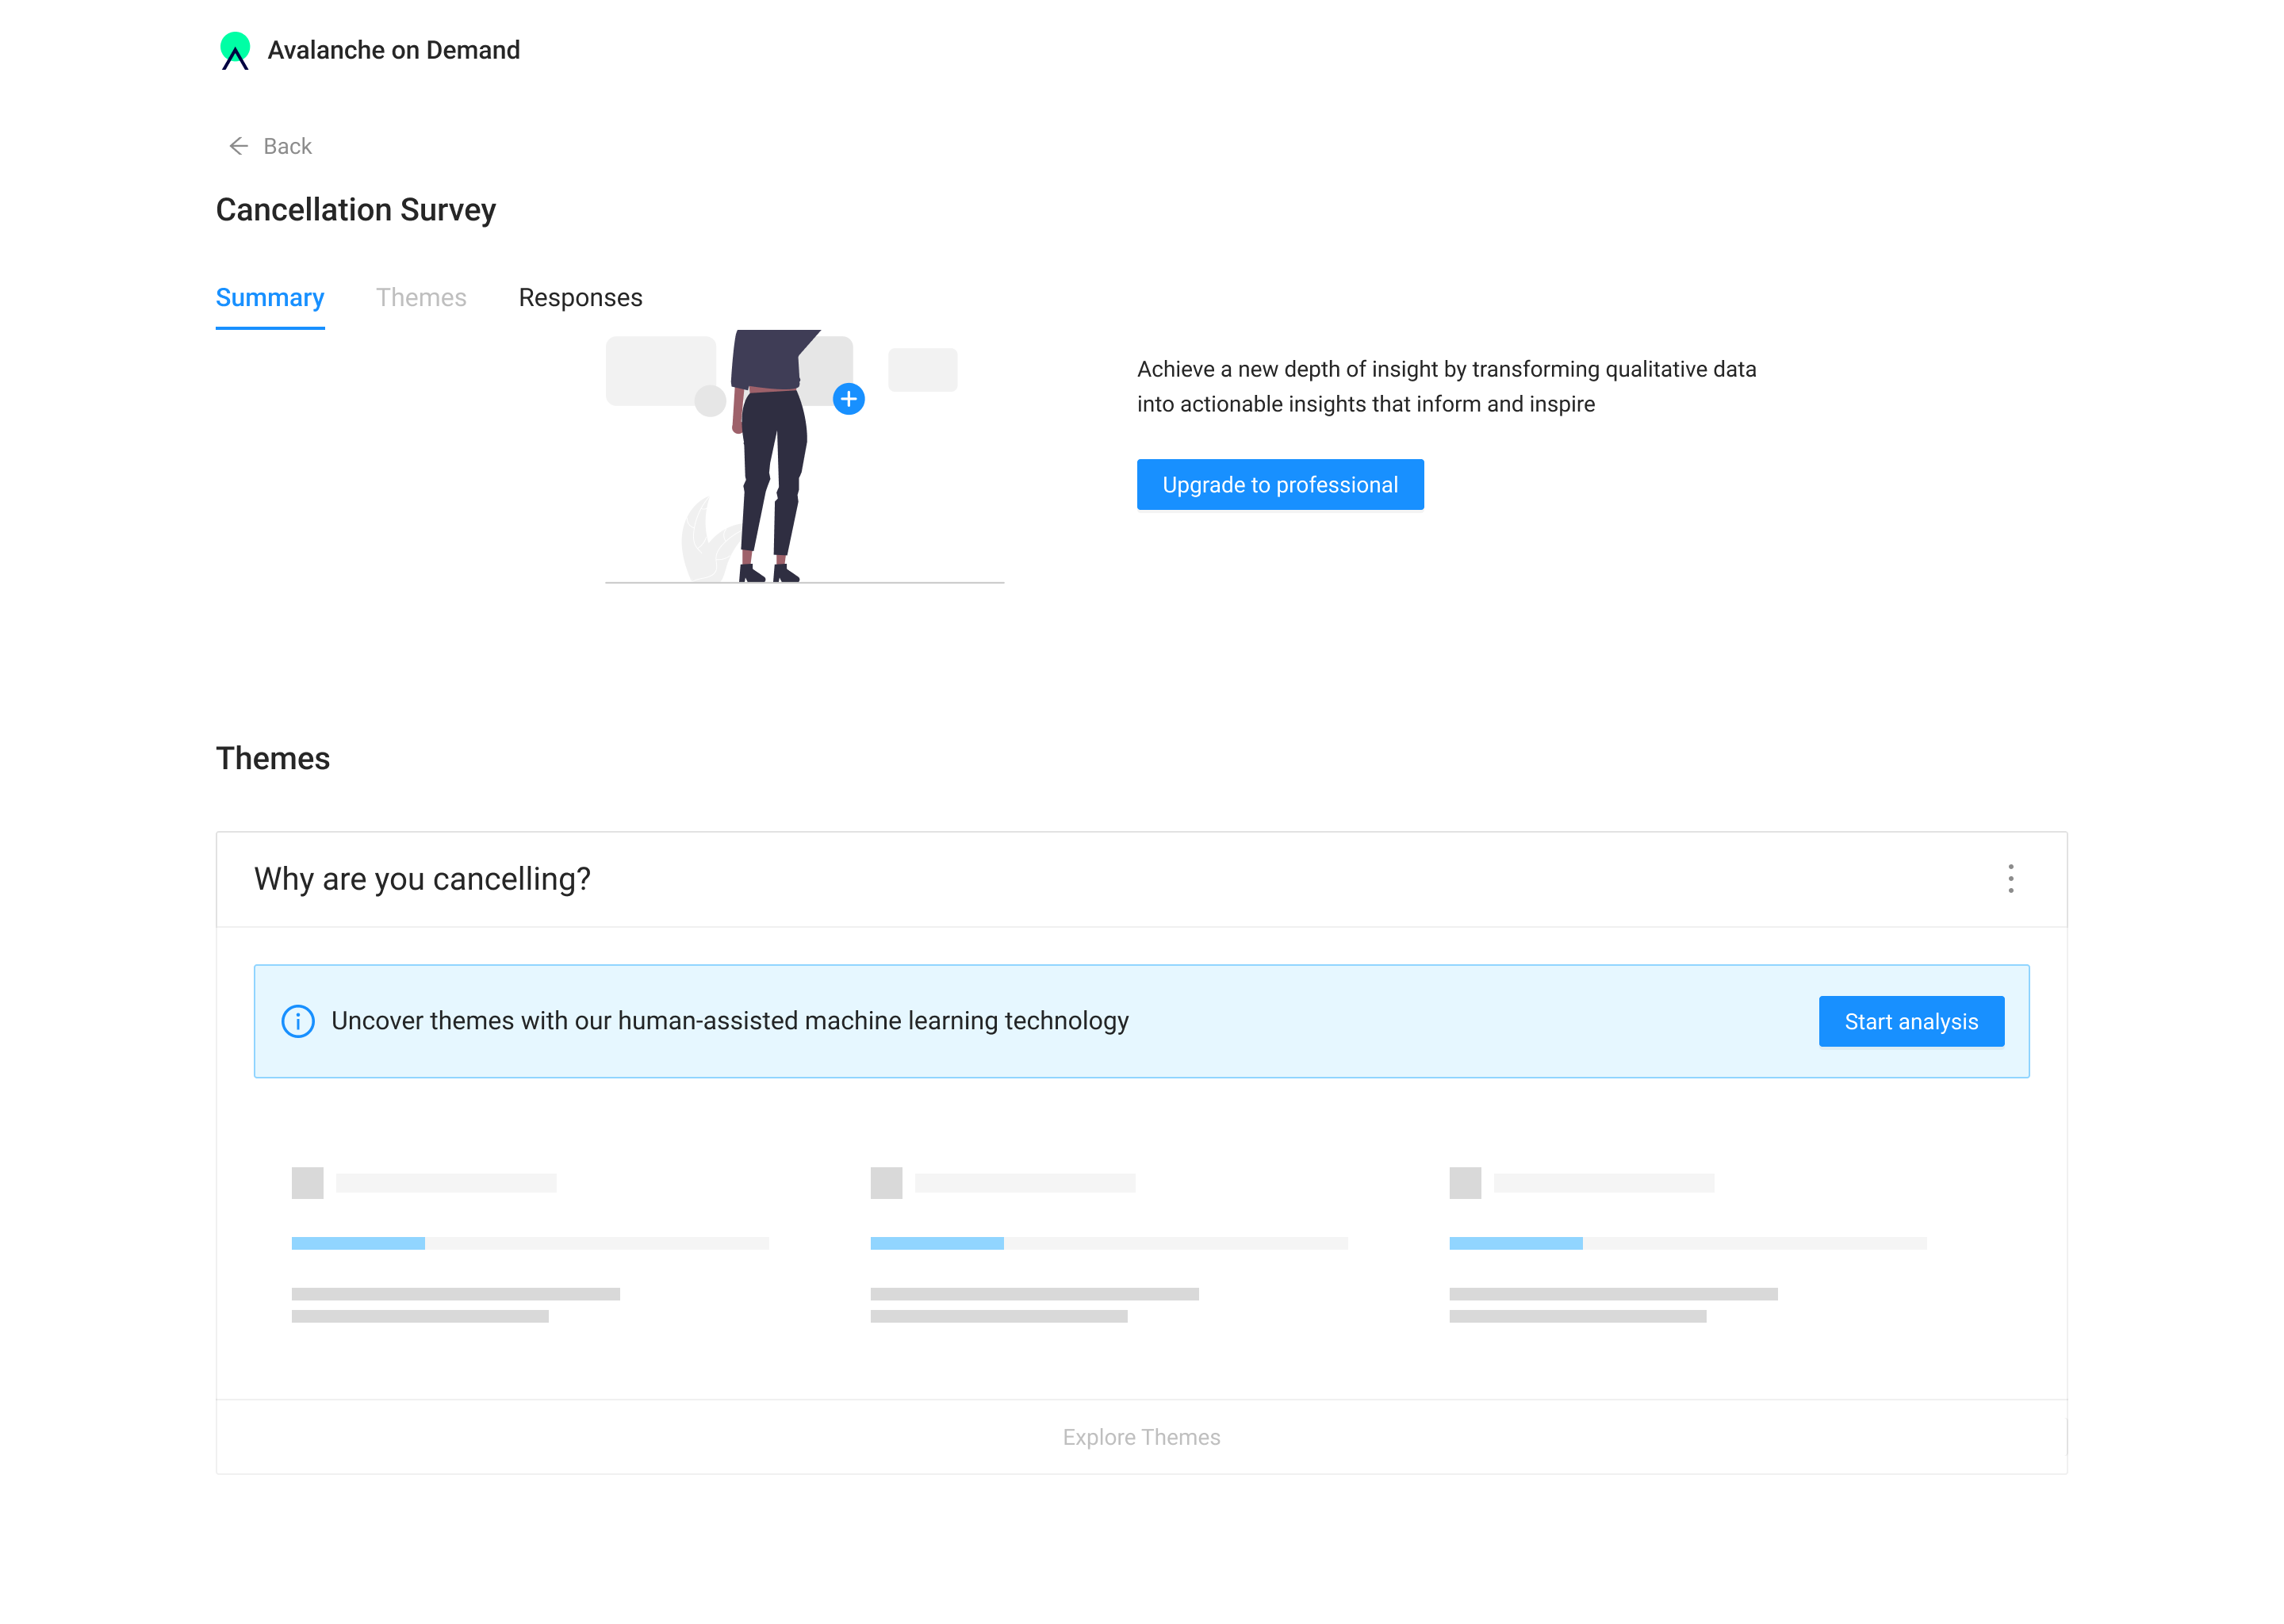 Avalanche on Demand
Back
Cancellation Survey
Summary Themes Responses
Achieve a new depth of insight by transforming qualitative data
into actionable insights that inform and inspire
Upgrade to professional
Themes
Why are you cancelling?
Uncover themes with our human-assisted machine learning technology
Start analysis
Explore Themes